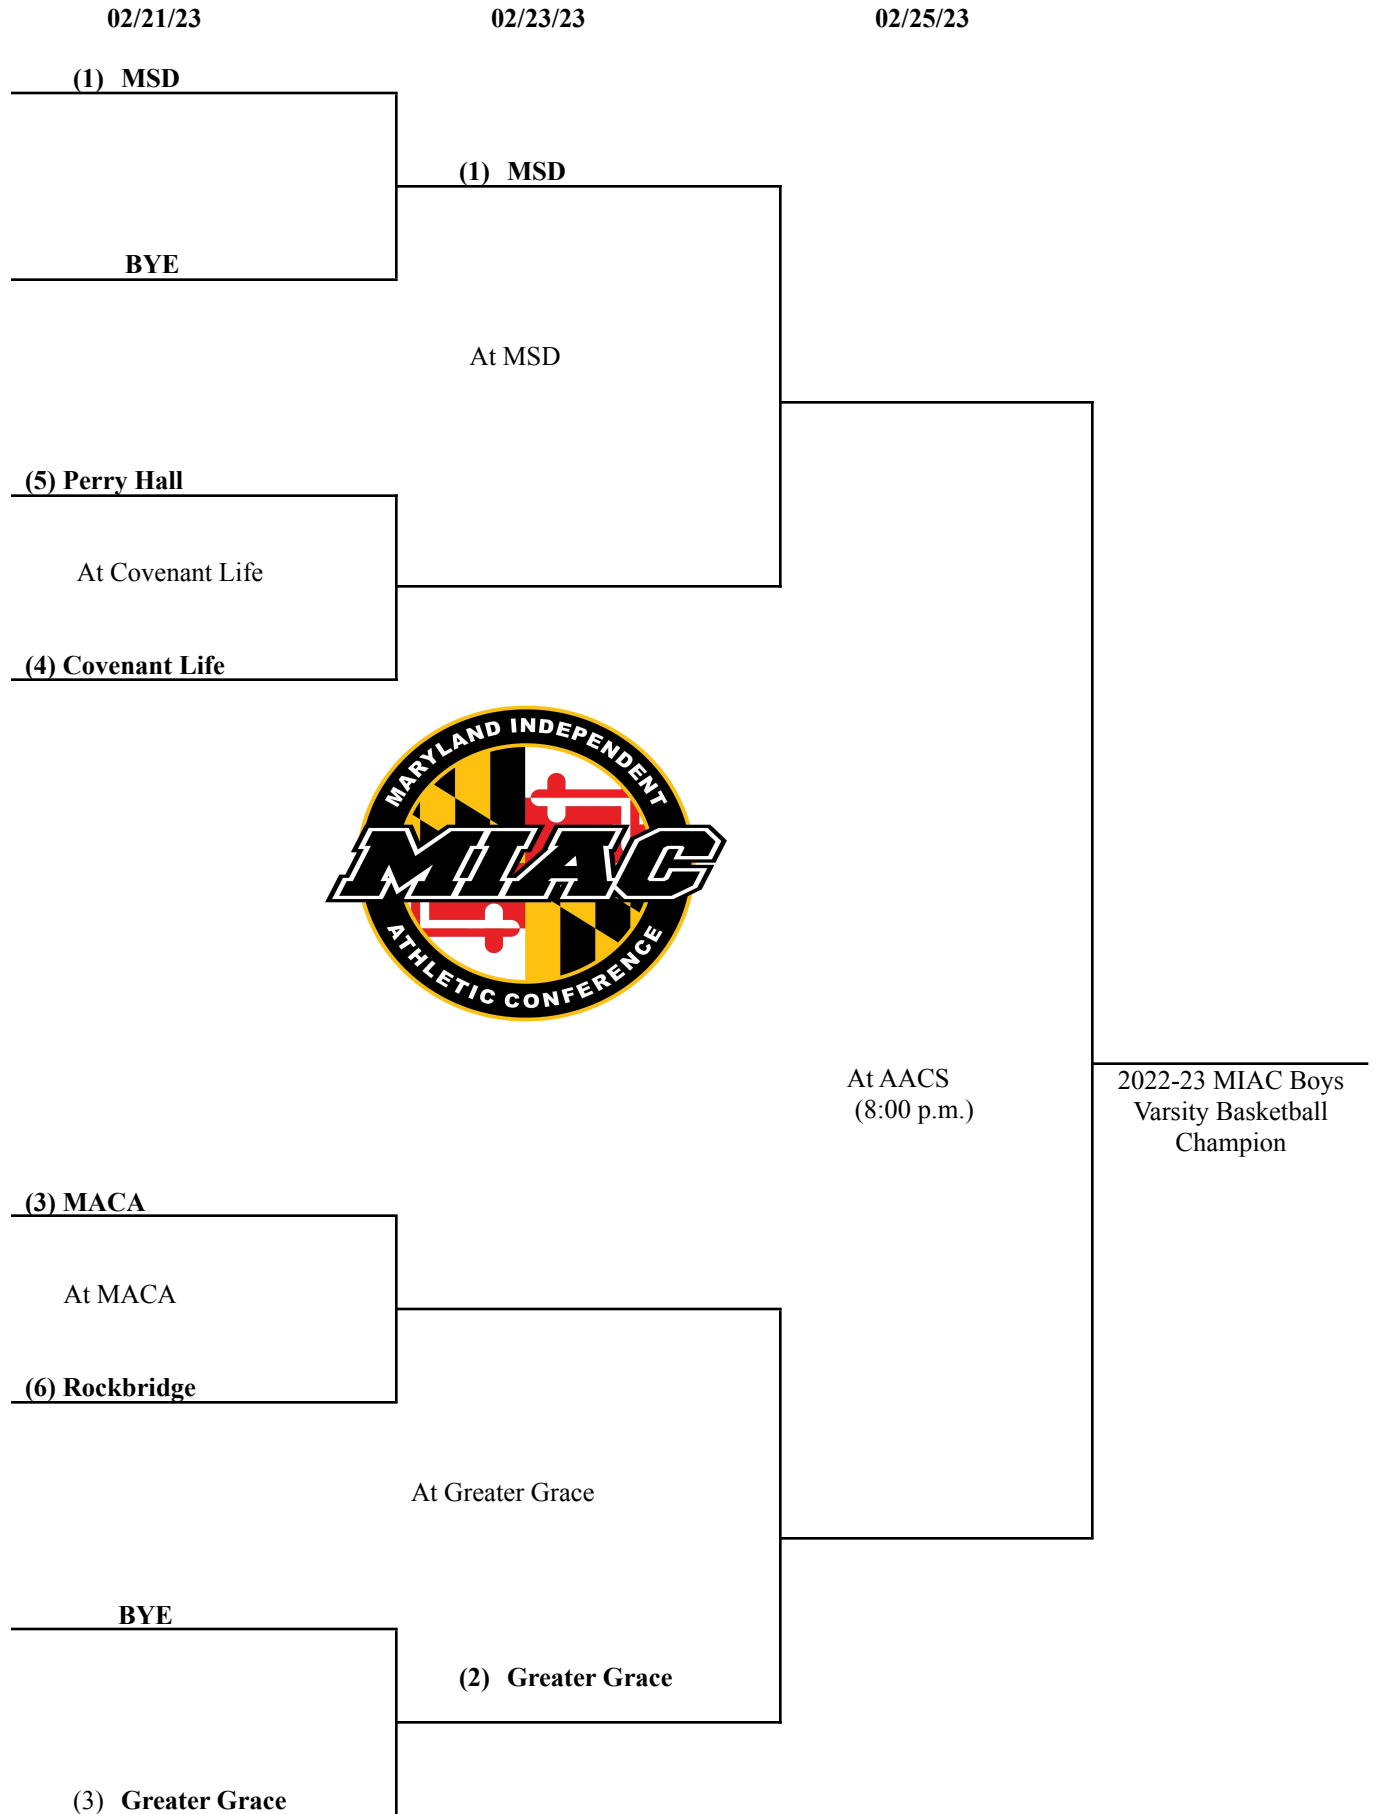 02/21/23 02/23/23 02/25/23
(1) MSD
(1) MSD
BYE
At MSD
(5) Perry Hall
At Covenant Life
(4) Covenant Life
MARYLAND INDEPENDENT
MIAC
ATHLETIC CONFERENCE
At AACS
(8:00 p.m.)
2022-23 MIAC Boys
Varsity Basketball
Champion
(3) MACA
At MACA
(6) Rockbridge
At Greater Grace
BYE
(2) Greater Grace
(3) Greater Grace